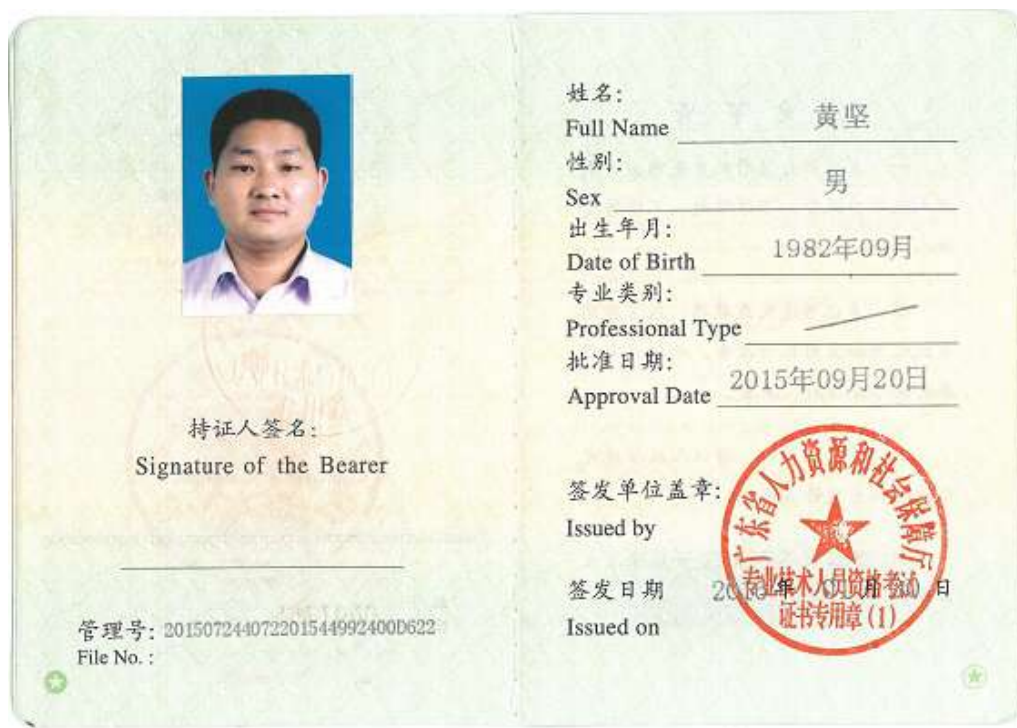 持证人签名:
Signature of the Bearer
管理号: 201507244072201544992400D622
File No. :
姓名: 黄坚
Full Name
性别: 男
Sex
出生年月: 1982年09月
Date of Birth
专业类别:
Professional Type
批准日期: 2015年09月20日
Approval Date
签发单位盖章:
Issued by
广东省人力资源和社会保障厅
专业技术人员资格考试
证书专用章(1)
签发日期 年 月 日
Issued on